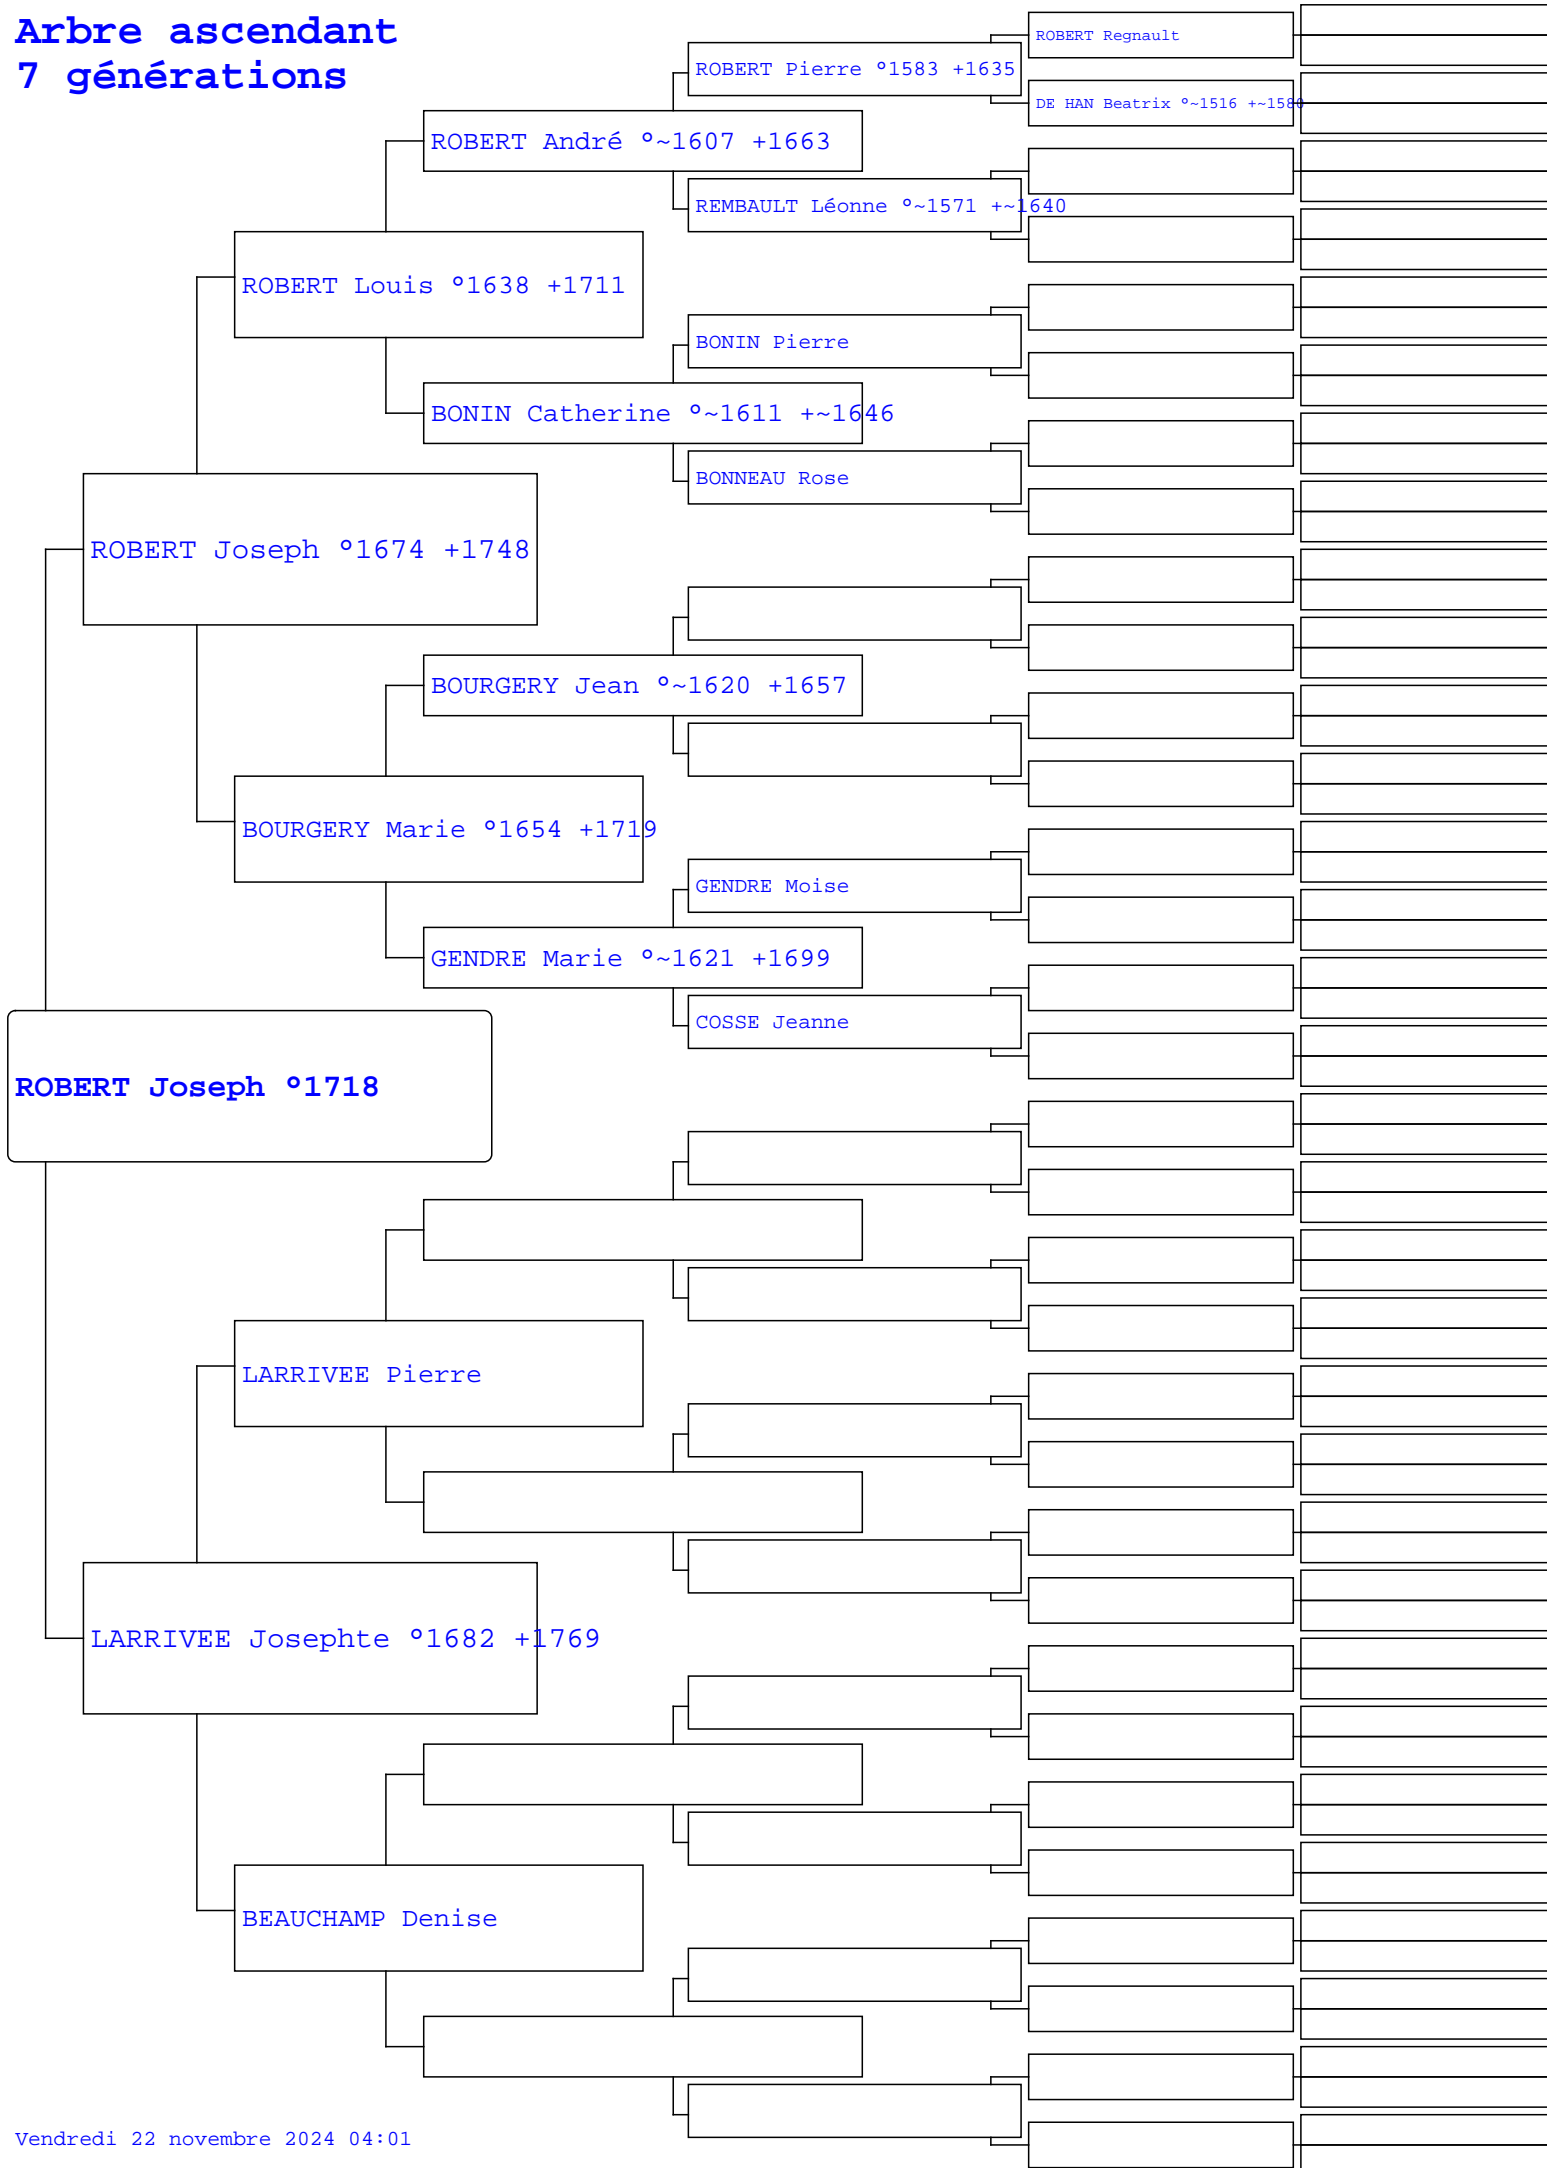 Arbre ascendant
7 générations
ROBERT Regnault
ROBERT Pierre °1583 +1635
DE HAN Beatrix °~1516 +~1580
ROBERT André °~1607 +1663
REMBAULT Léonne °~1571 +~1640
ROBERT Louis °1638 +1711
BONIN Pierre
BONIN Catherine °~1611 +~1646
BONNEAU Rose
ROBERT Joseph °1674 +1748
BOURGERY Jean °~1620 +1657
BOURGERY Marie °1654 +1719
GENDRE Moise
GENDRE Marie °~1621 +1699
COSSE Jeanne
ROBERT Joseph °1718
LARRIVEE Pierre
LARRIVEE Josephte °1682 +1769
BEAUCHAMP Denise
Vendredi 22 novembre 2024 04:01